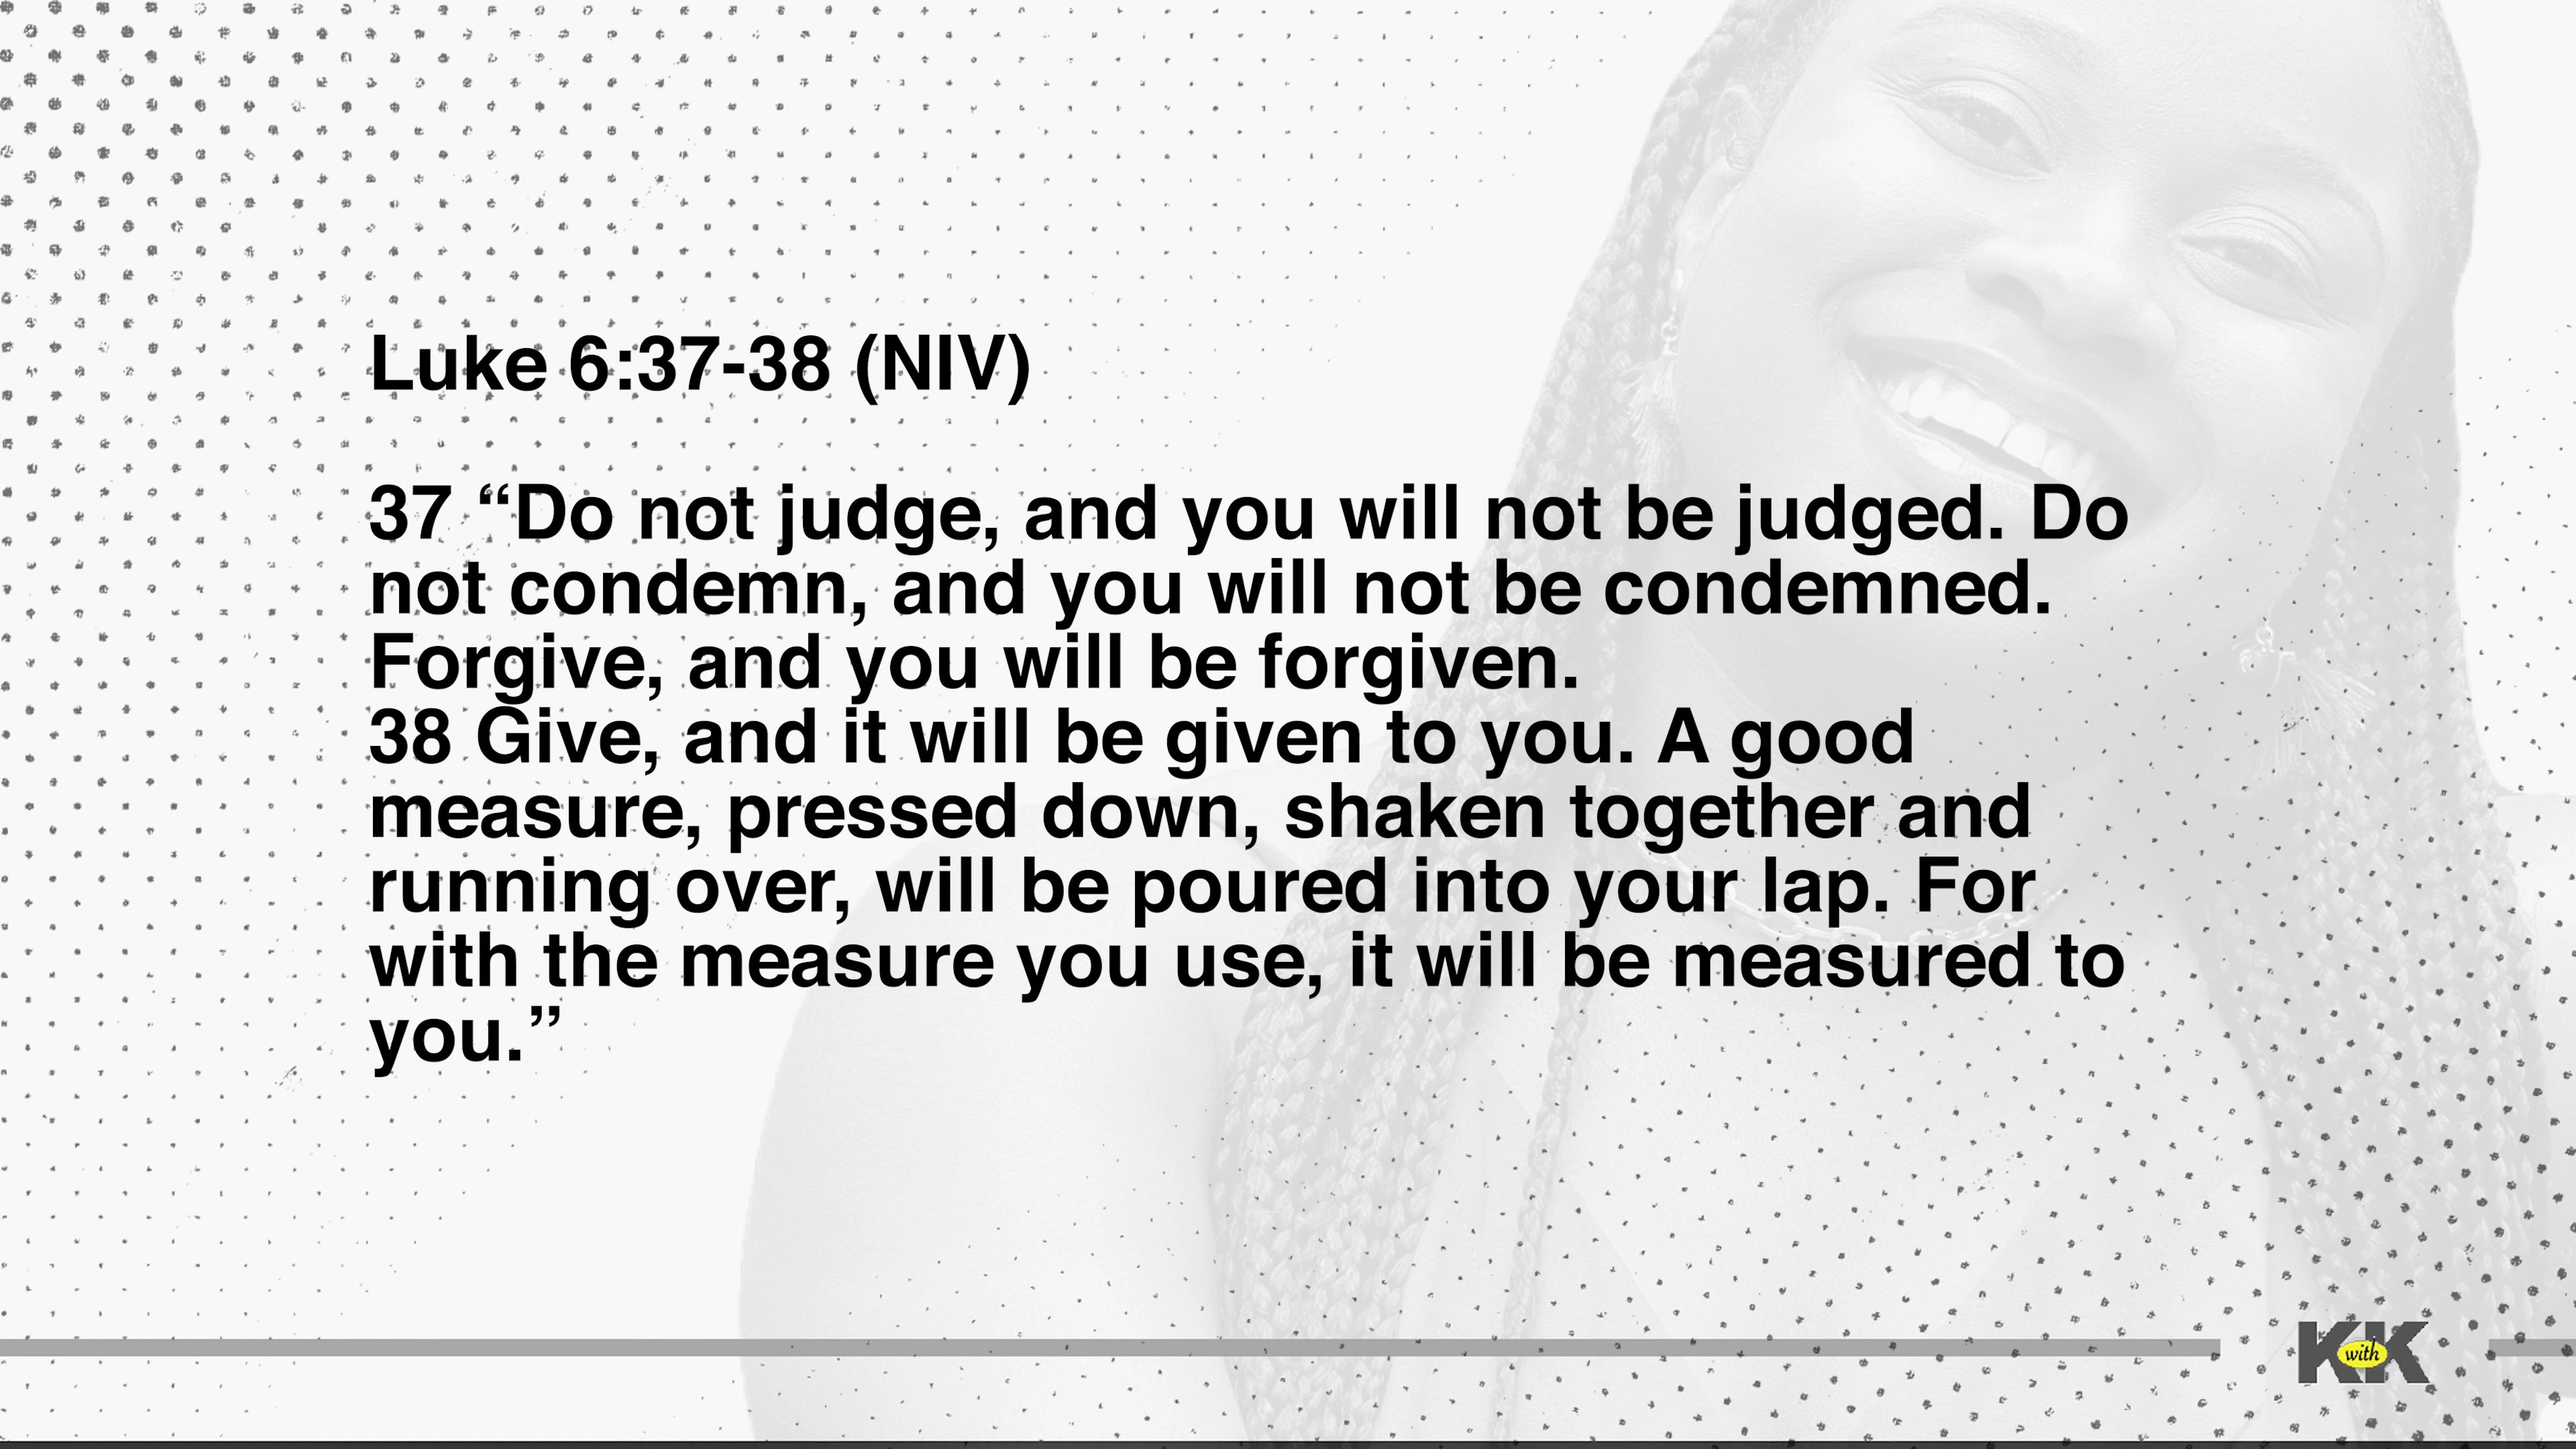 Luke 6:37-38 (NIV)
37 “Do not judge, and you will not be judged. Do
not condemn, and you will not be condemned.
Forgive, and you will be forgiven.
38 Give, and it will be given to you. A good
measure, pressed down, shaken together and
running over, will be poured into your lap. For
with the measure you use, it will be measured to
you.”
K with K